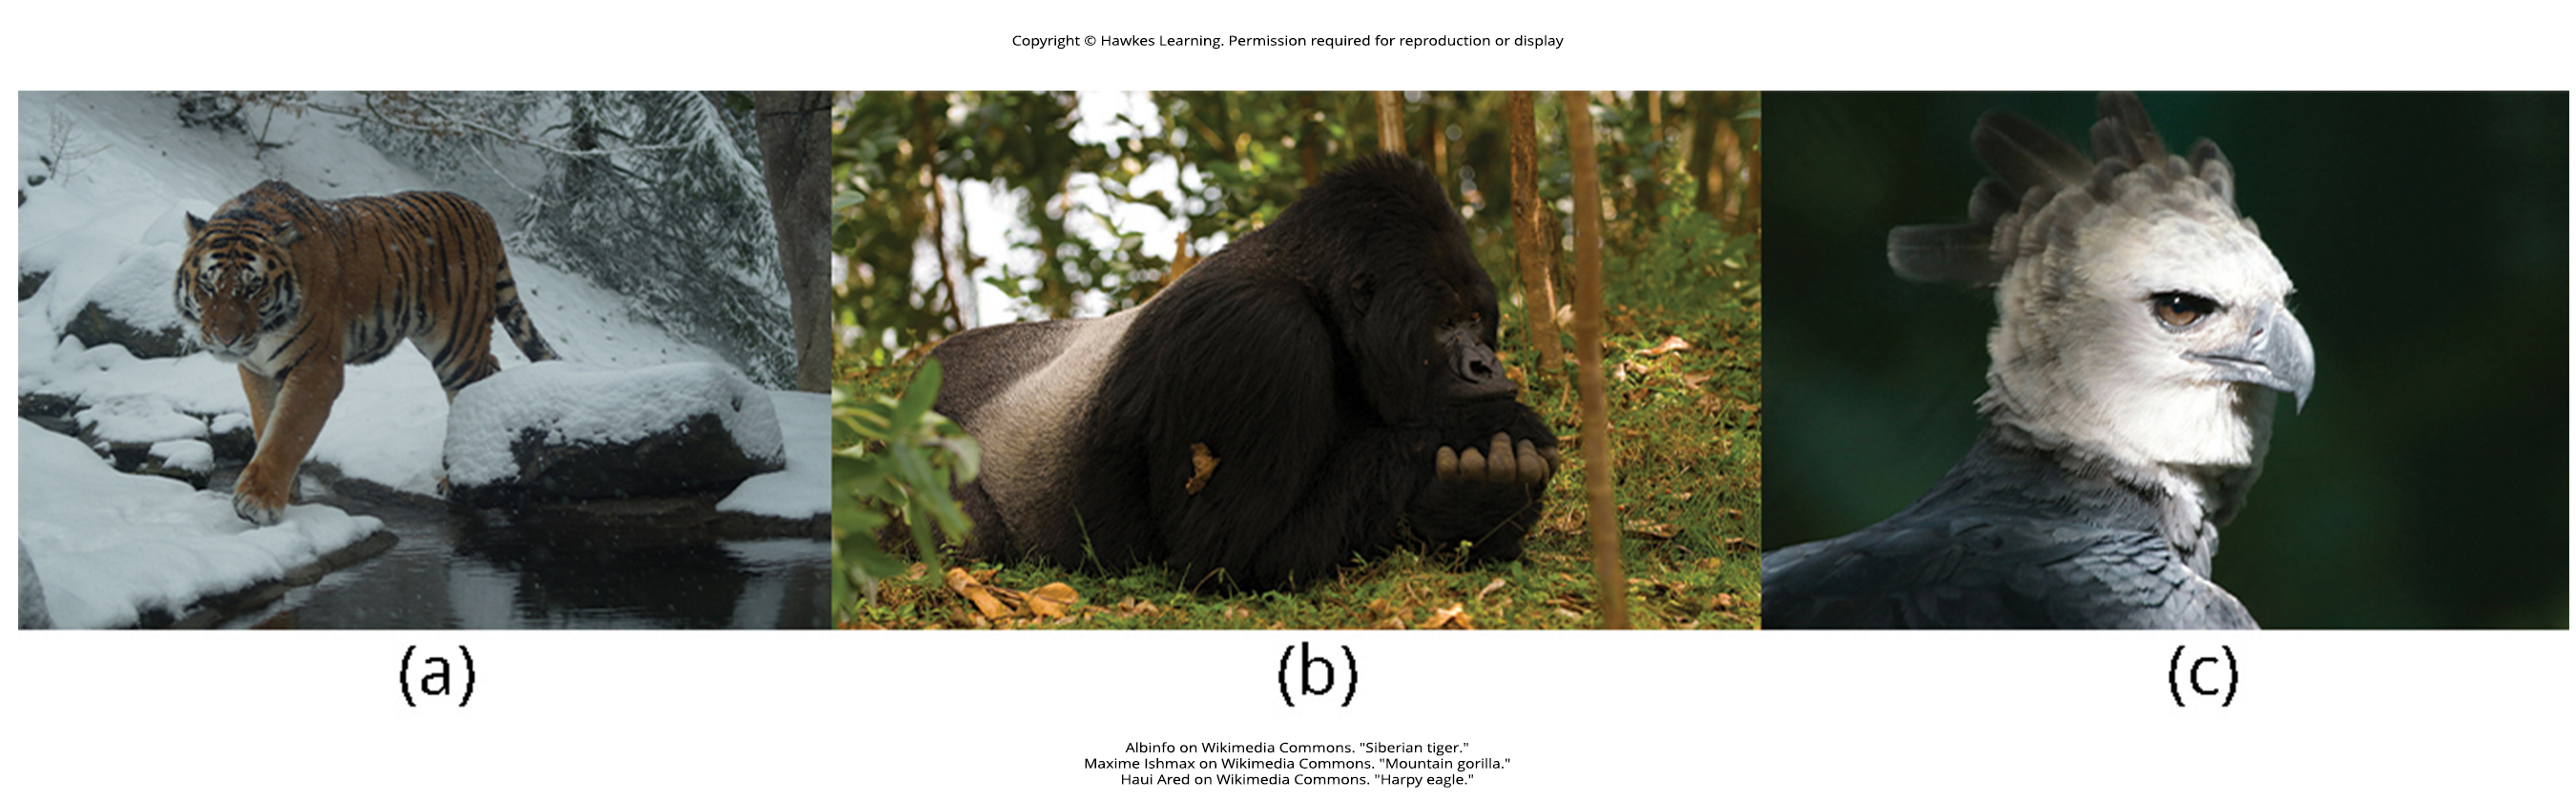 Copyright © Hawkes Learning. Permission required for reproduction or display
(a)
(b)
(c)
Albinfo on Wikimedia Commons. "Siberian tiger."
Maxime Ishmax on Wikimedia Commons. "Mountain gorilla."
Haui Ared on Wikimedia Commons. "Harpy eagle."